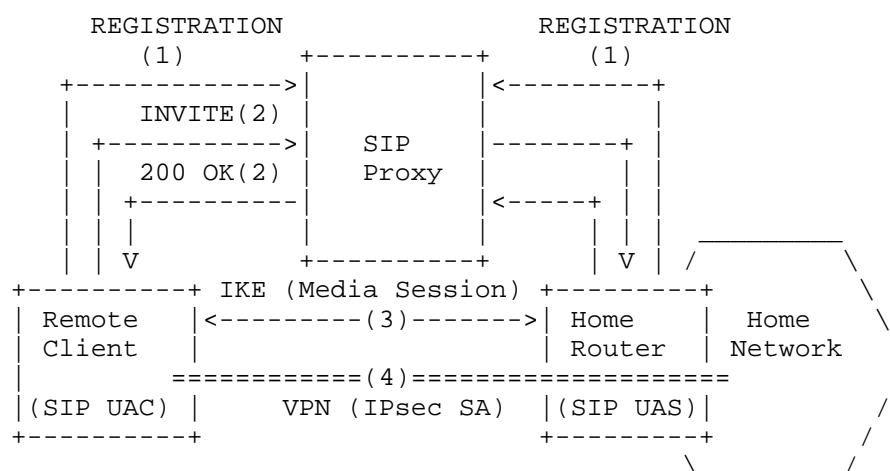 REGISTRATION REGISTRATION
(1) (1)
INVITE(2)
SIP
200 OK(2) Proxy
V V
IKE (Media Session)
Remote (3) Home Home
Client Router Network
(4)
(SIP UAC) VPN (IPsec SA) (SIP UAS)